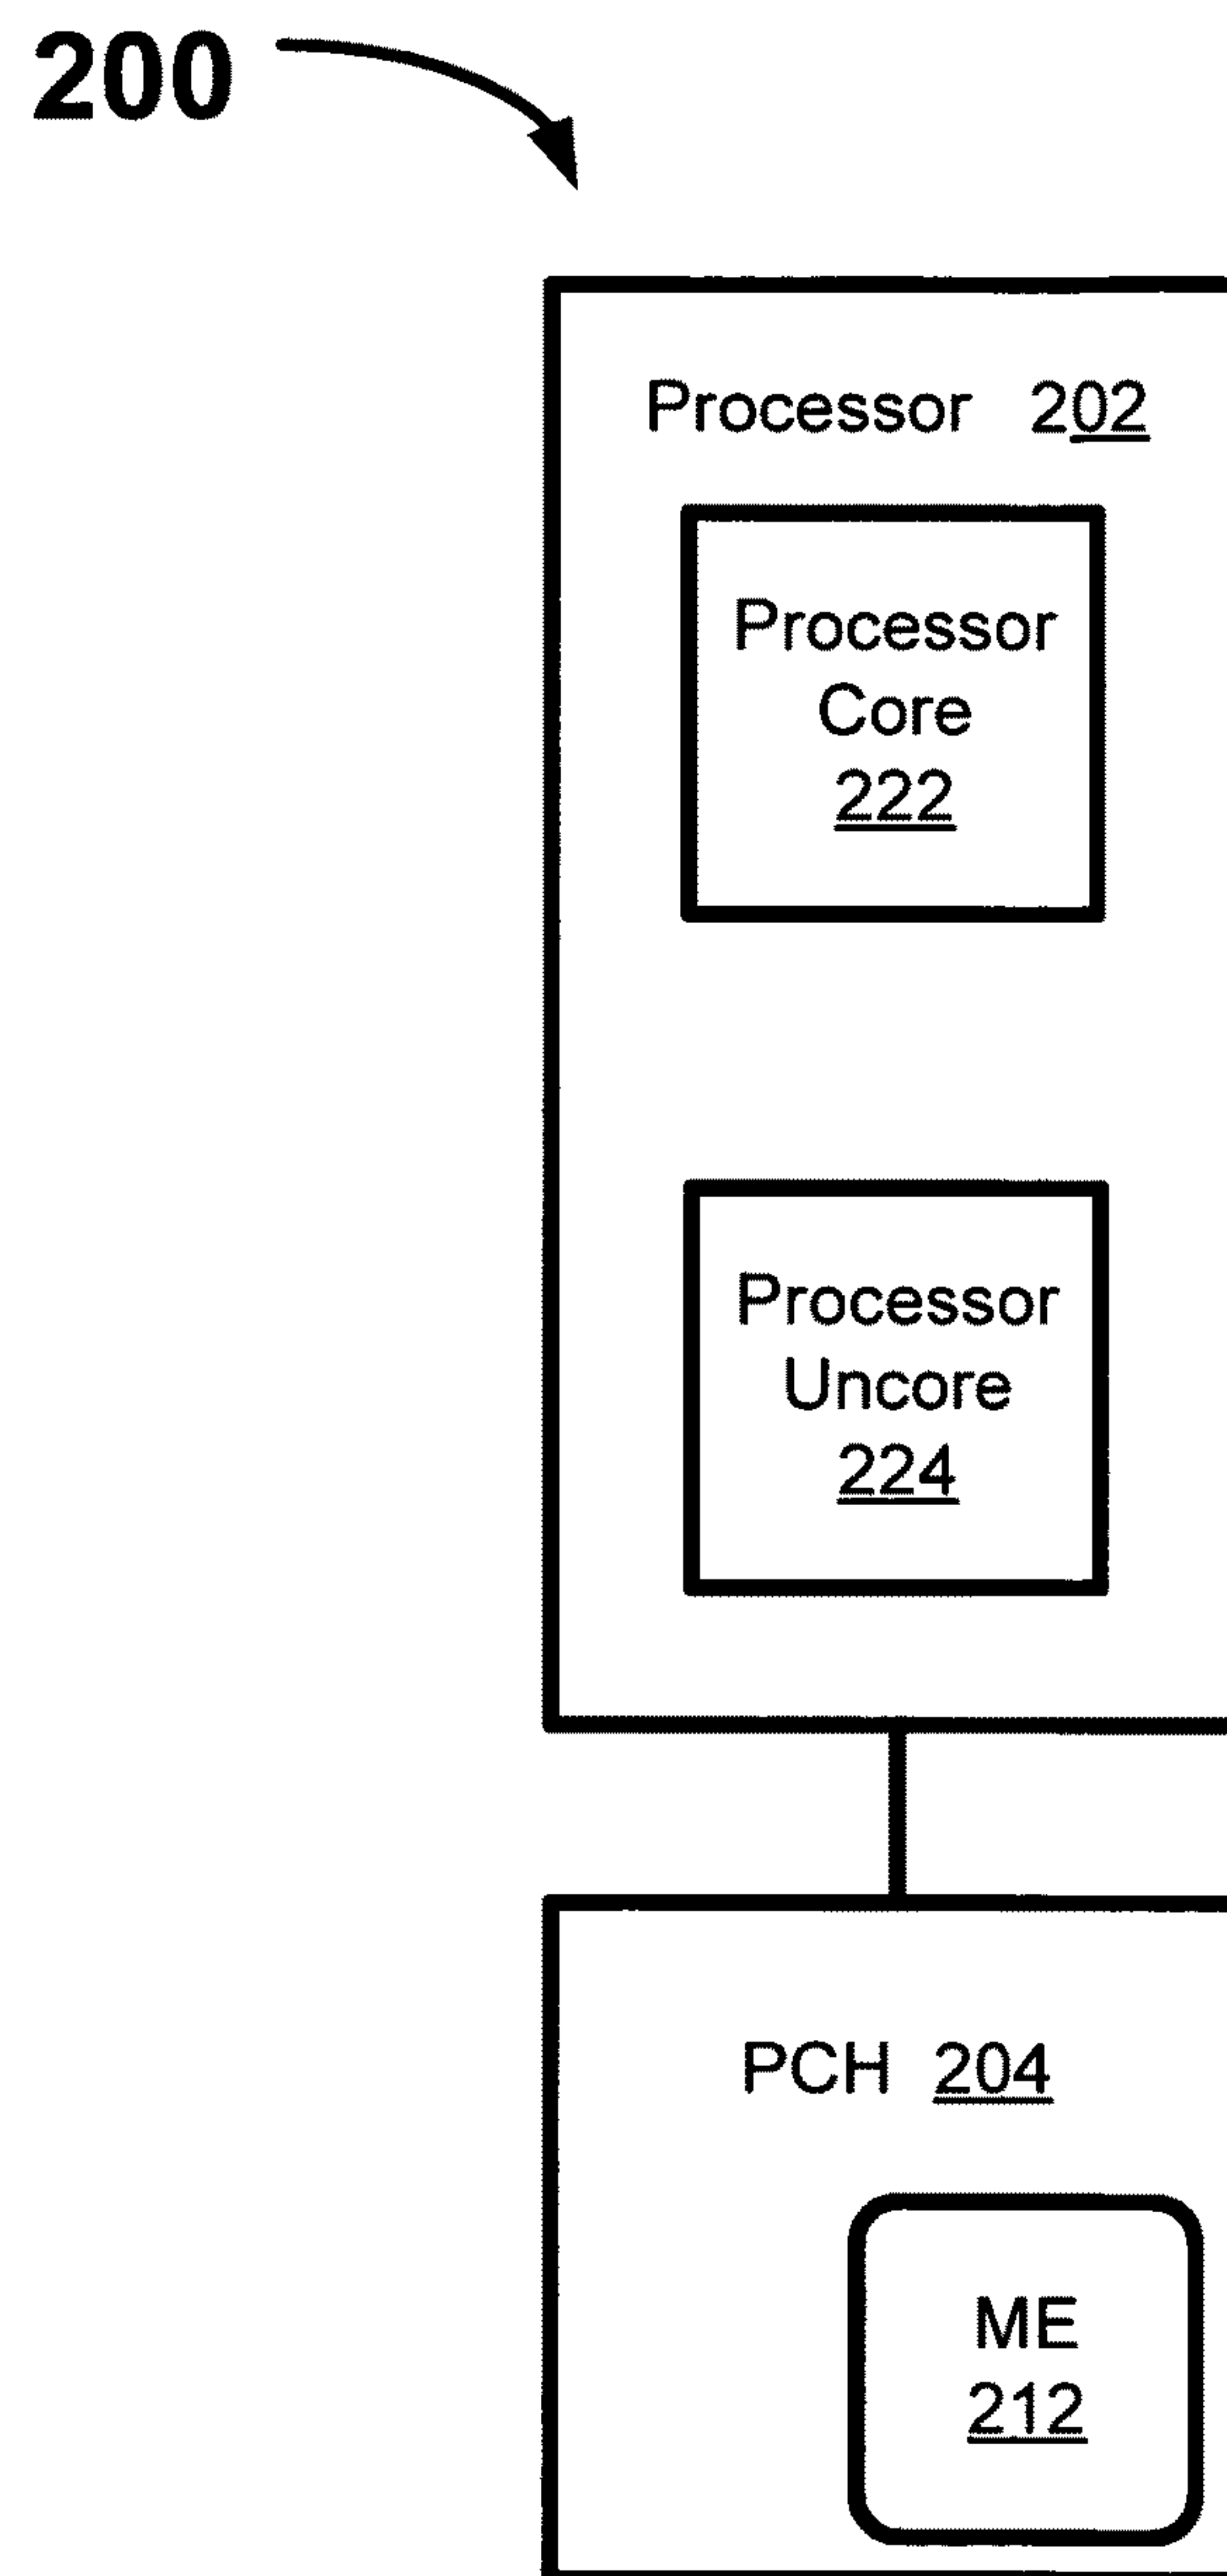 200
Processor 202
Processor
Core
222
Processor
Uncore
224
PCH 204
ME
212